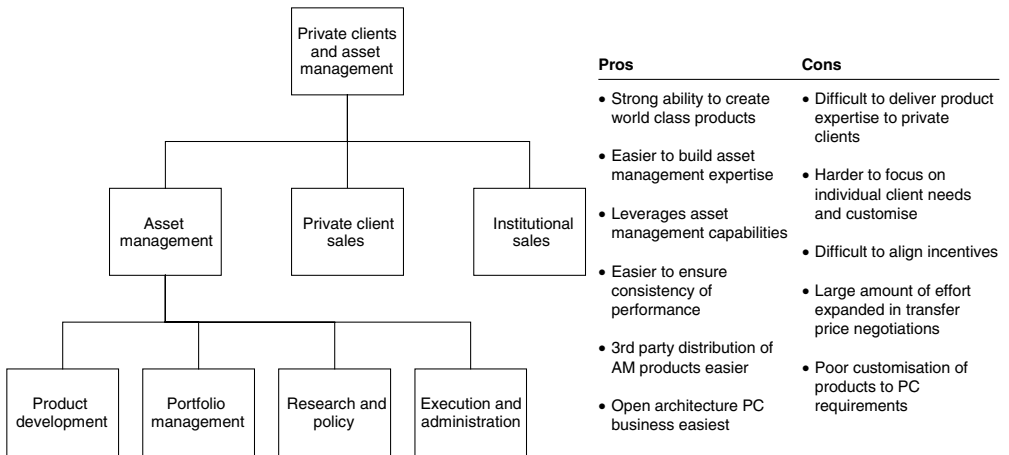 Private clients
and asset
management
Asset
management
Private client
sales
Institutional
sales
Product
development
Portfolio
management
Research and
policy
Execution and
administration
Pros
• Strong ability to create
world class products
• Easier to build asset
management expertise
• Leverages asset
management capabilities
• Easier to ensure
consistency of
performance
• 3rd party distribution of
AM products easier
• Open architecture PC
business easiest
Cons
• Difficult to deliver product
expertise to private
clients
• Harder to focus on
individual client needs
and customise
• Difficult to align incentives
• Large amount of effort
expanded in transfer
price negotiations
• Poor customisation of
products to PC
requirements